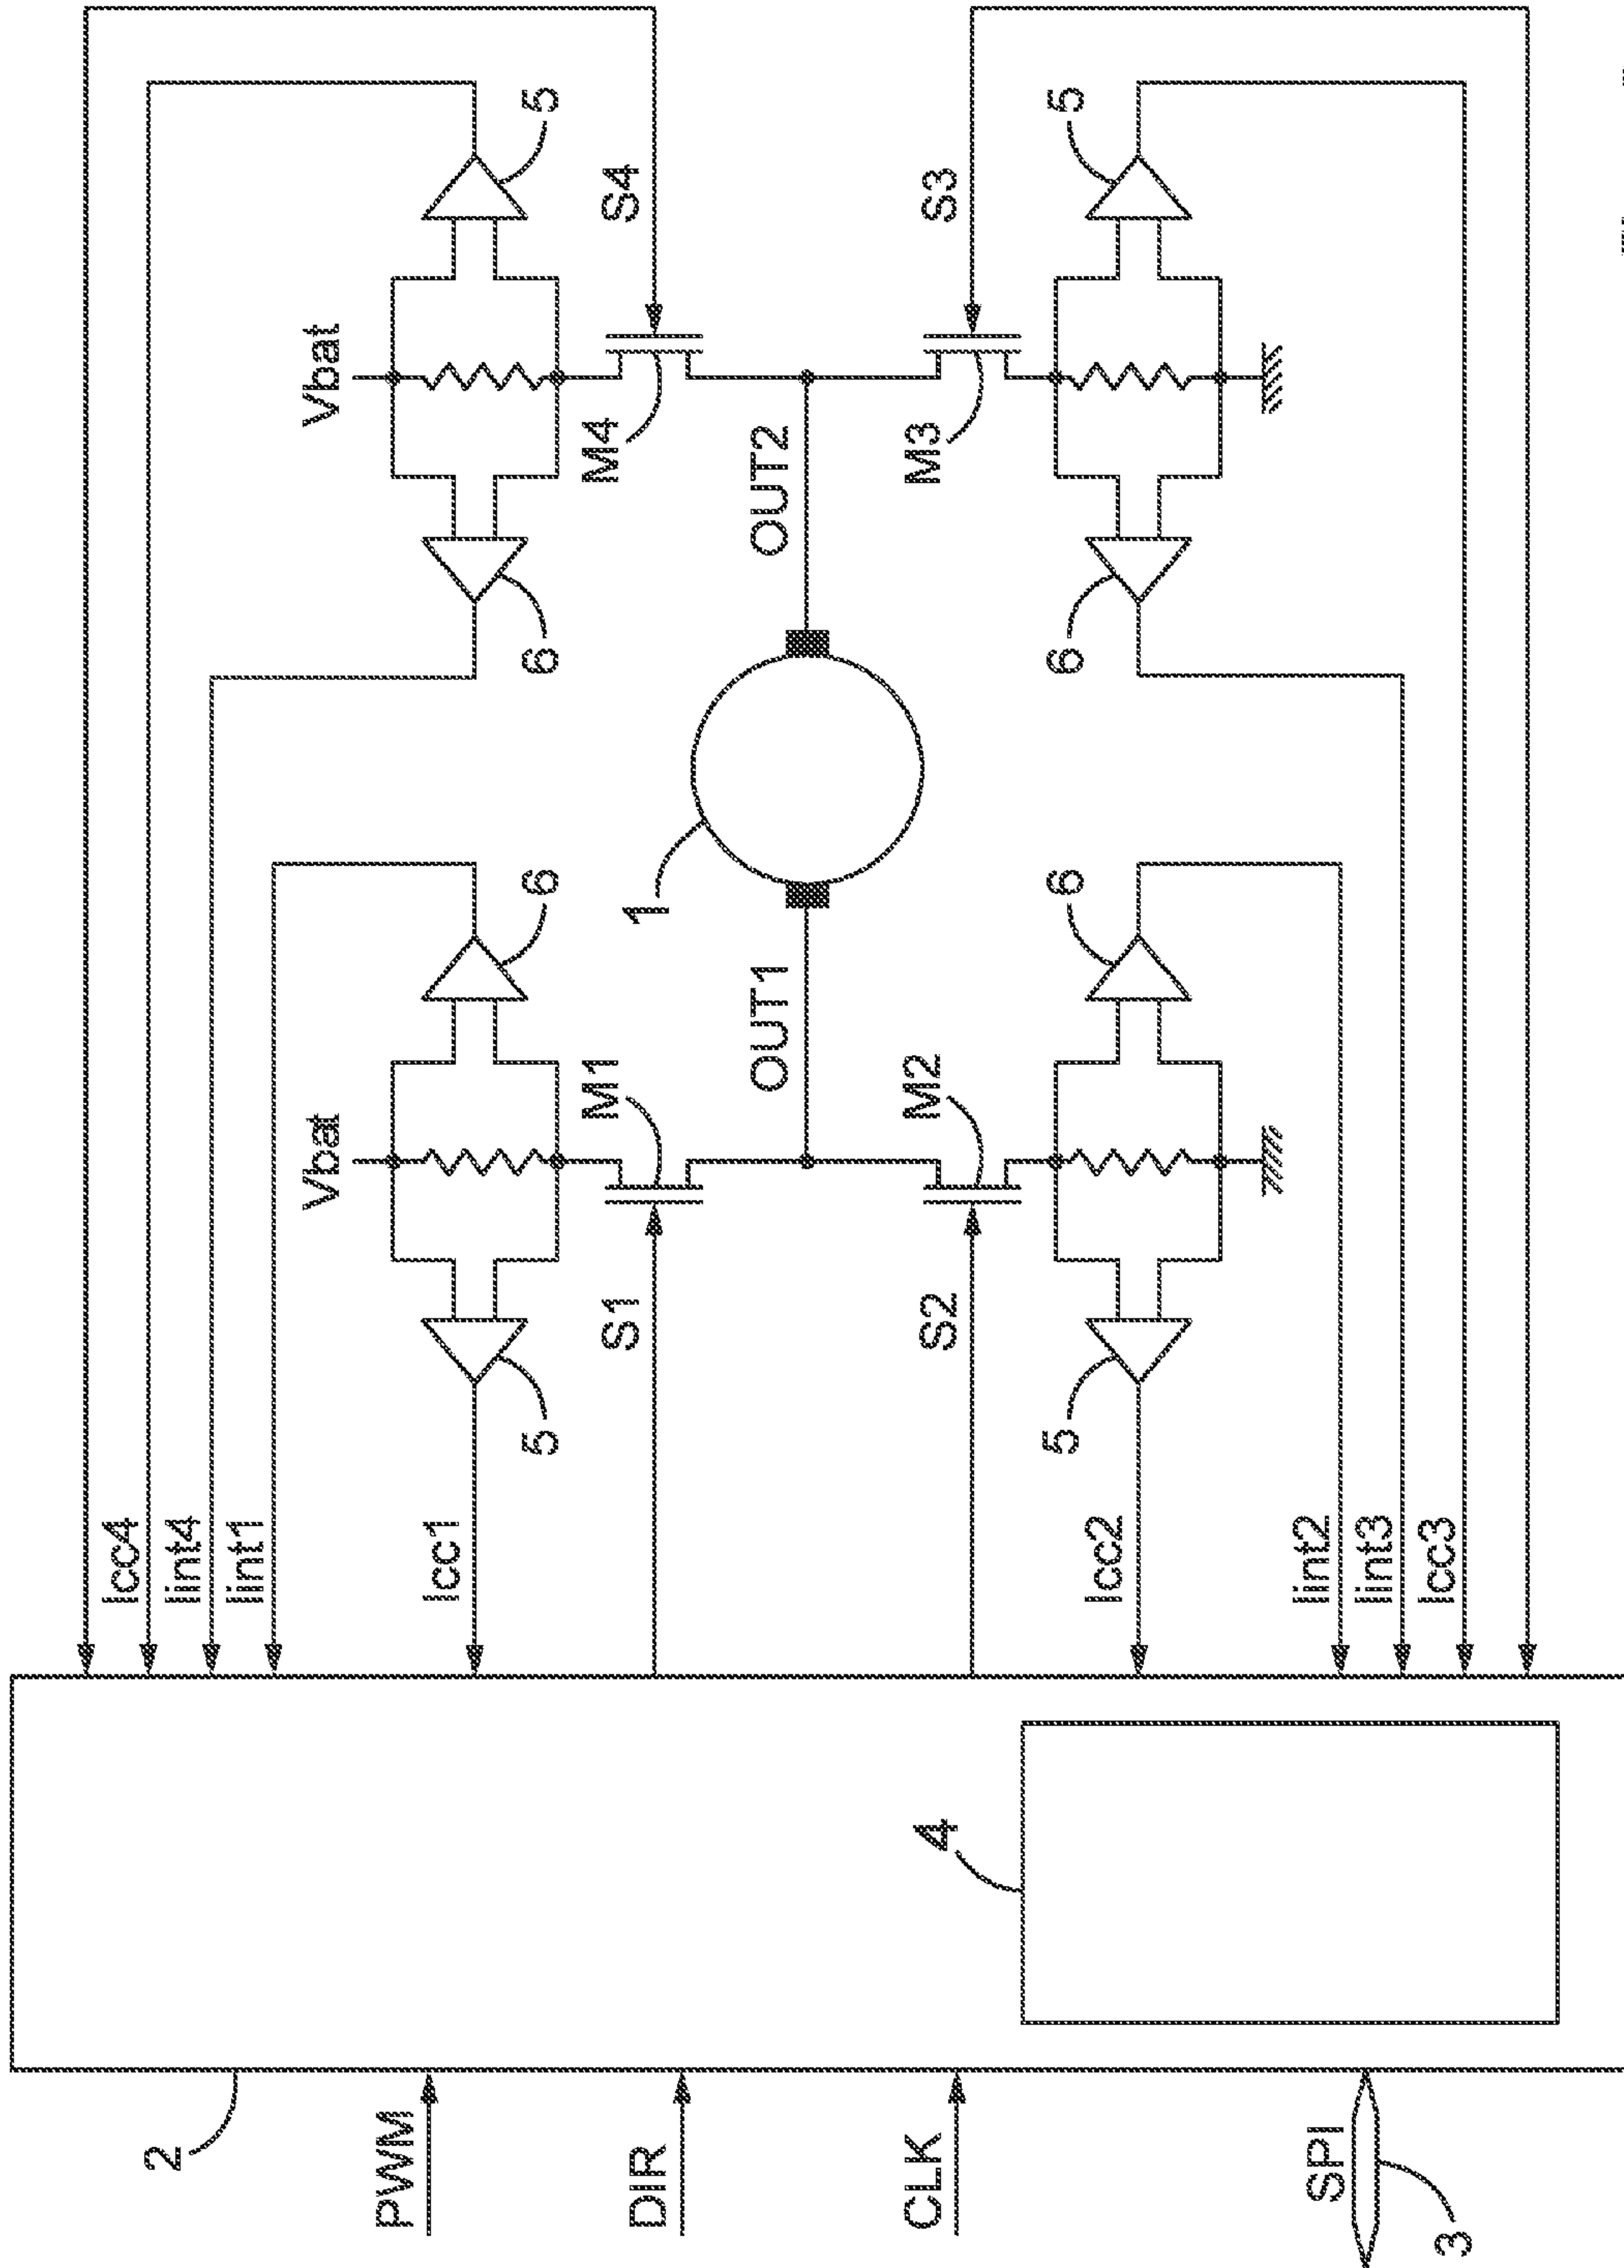 Icc4
2
Iint4
Iint1
Vbat
Vbat
PWM
Icc1
5
6
6
5
M1
M4
S1
S4
DIR
1
OUT1
OUT2
CLK
4
S2
M2
M3
S3
5
6
6
5
Icc2
Iint2
SPI
Iint3
Icc3
3